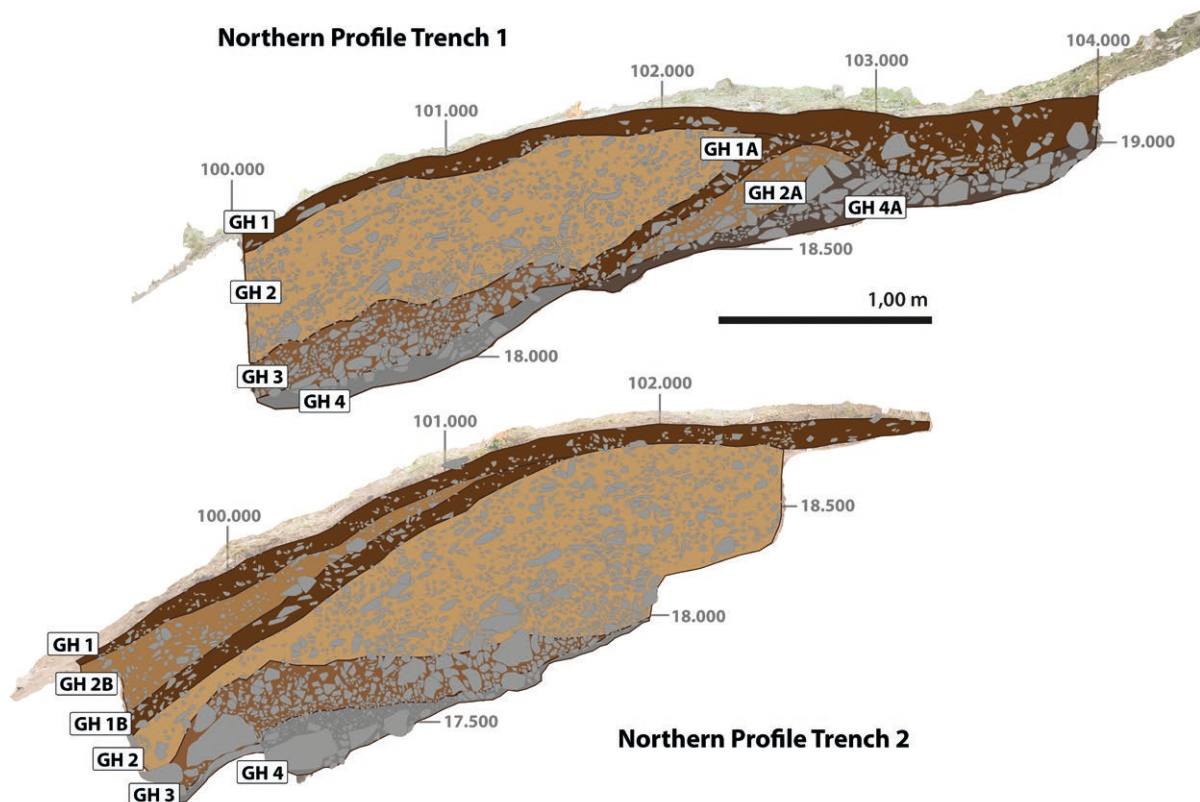 Northern Profile Trench 1
104.000
103.000
102.000
101.000
100.000
GH 1A
19.000
GH 2A
GH 4A
GH 1
18.500
GH 2
1,00 m
18.000
GH 3
GH 4
102.000
101.000
100.000
18.500
18.000
GH 1
GH 2B
GH 1B
17.500
Northern Profile Trench 2
GH 2
GH 4
GH 3